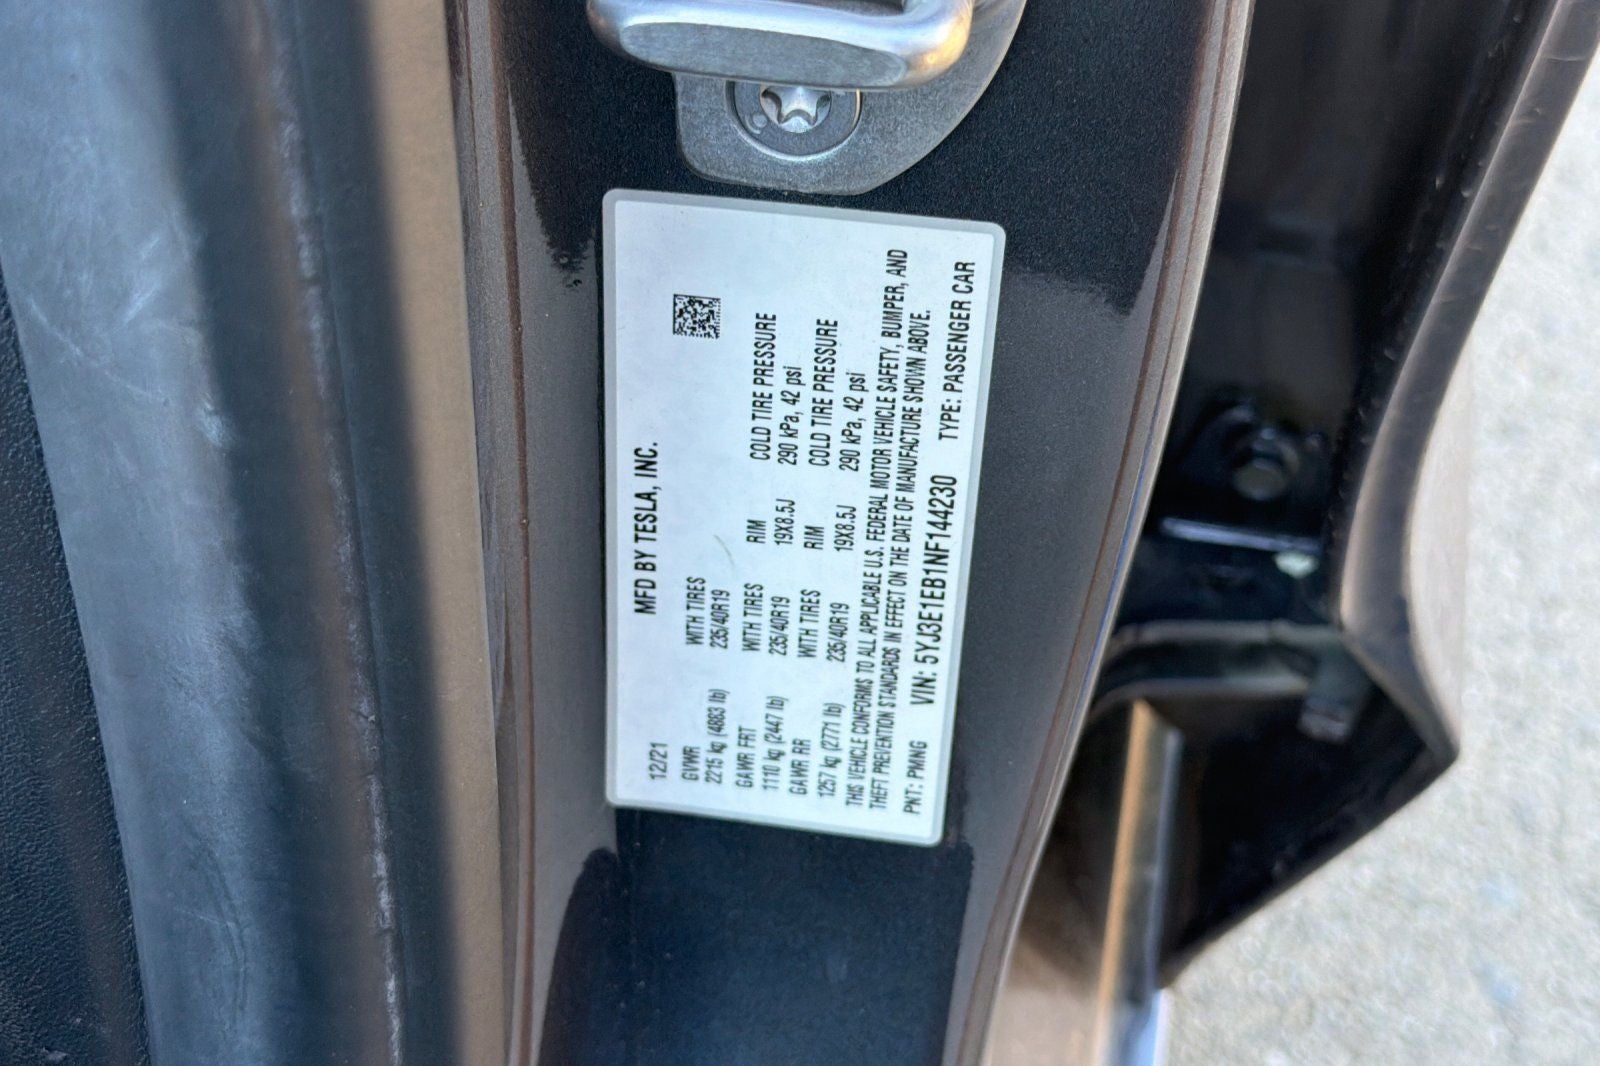 MFD BY TESLA, INC.
12/21
GVWR WITH TIRES RIM COLD TIRE PRESSURE
2215 kg (4883 lb) 235/40R19 19X8.5J 290 kPa, 42 psi
GAWR FRT WITH TIRES RIM COLD TIRE PRESSURE
1110 kg (2447 lb) 235/40R19 19X8.5J 290 kPa, 42 psi
GAWR RR WITH TIRES
1257 kg (2771 lb) 235/40R19
THIS VEHICLE CONFORMS TO ALL APPLICABLE U.S. FEDERAL MOTOR VEHICLE SAFETY, BUMPER, AND
THEFT PREVENTION STANDARDS IN EFFECT ON THE DATE OF MANUFACTURE SHOWN ABOVE.
PNT: PMNG VIN: 5YJ3E1EB1NF144230 TYPE: PASSENGER CAR